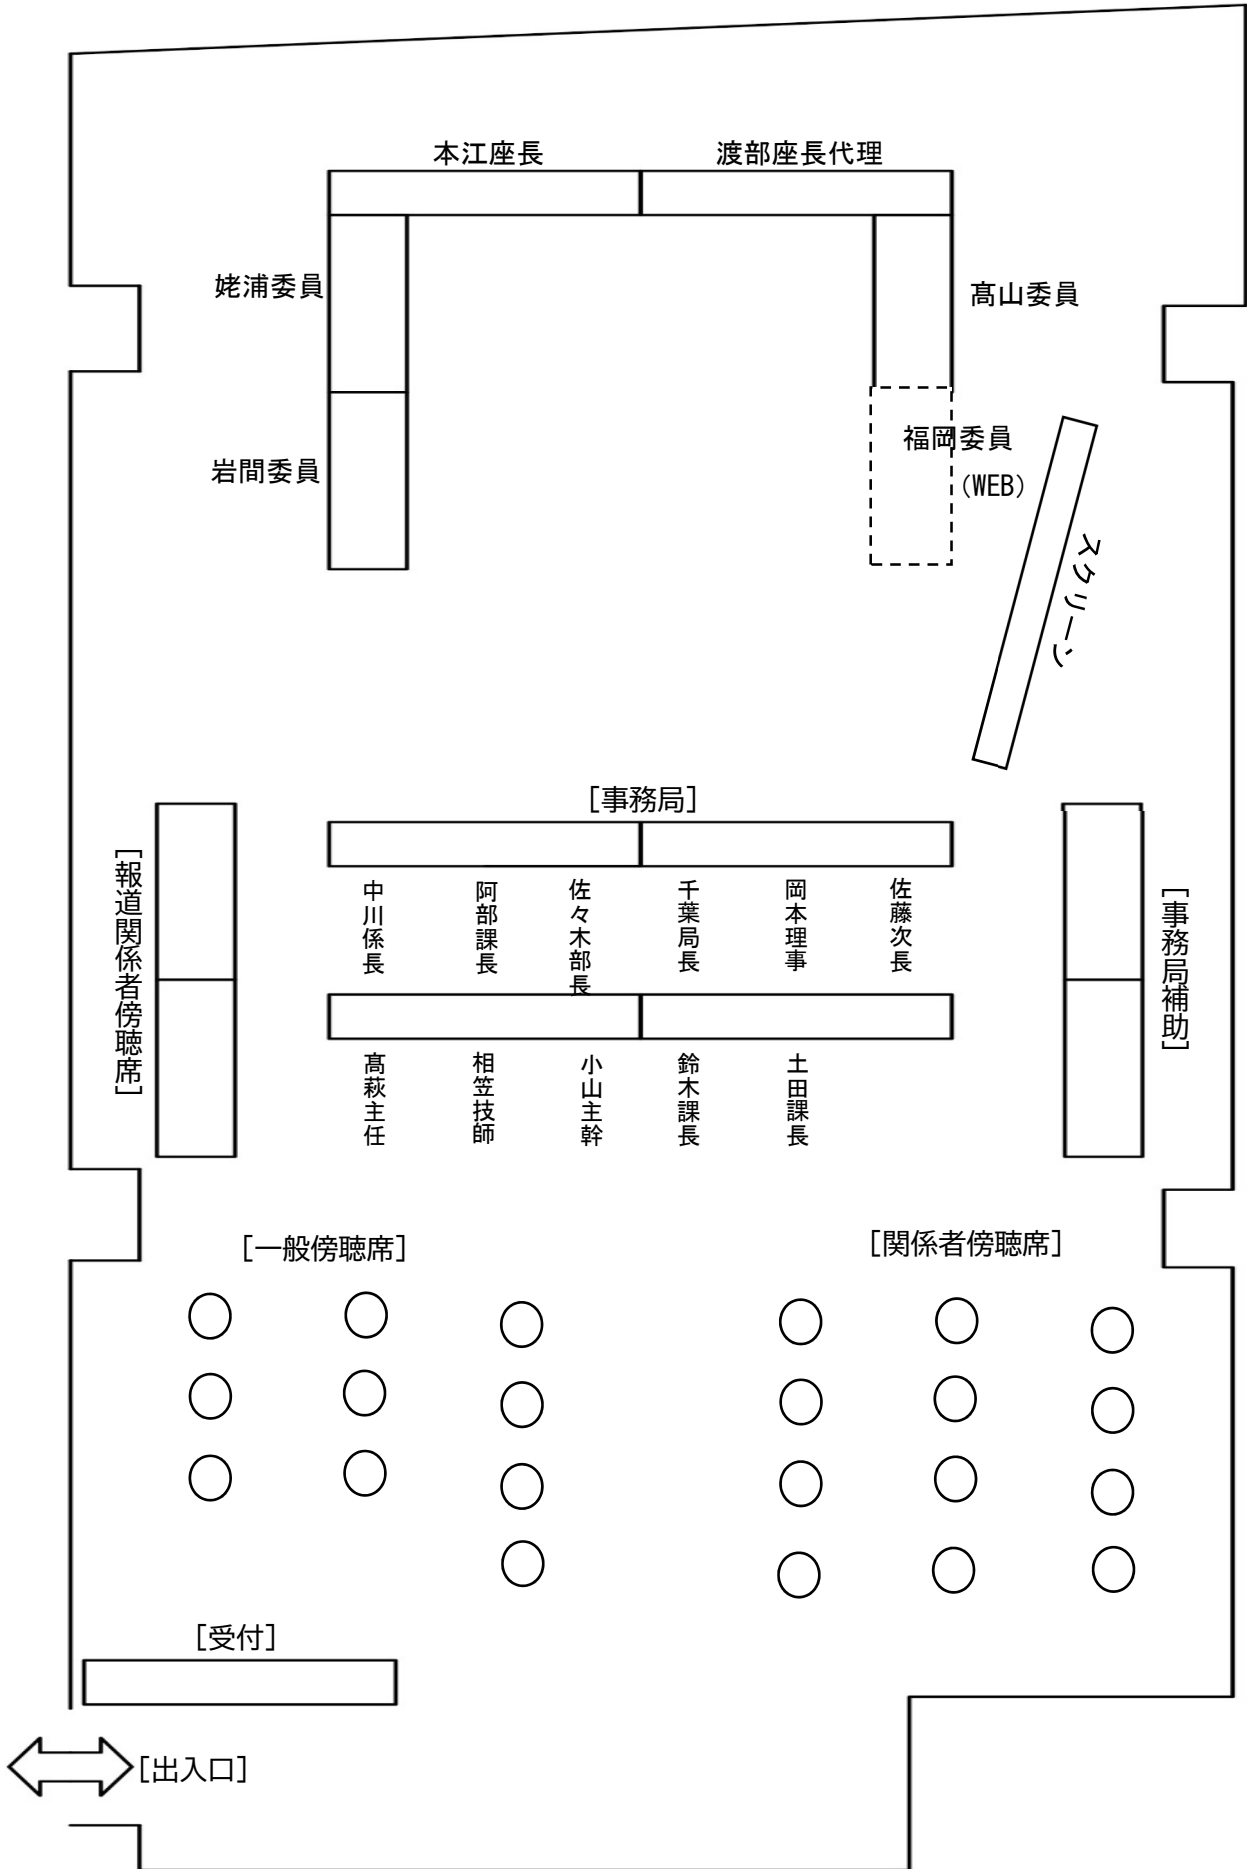 本江座長
渡部座長代理
姥浦委員
髙山委員
岩間委員
福岡委員
（WEB）
スクリーン
［事務局］
［報道関係者傍聴席］
中川係長
阿部課長
佐々木部長
千葉局長
岡本理事
佐藤次長
［事務局補助］
髙萩主任
相笠技師
小山主幹
鈴木課長
土田課長
［一般傍聴席］
［関係者傍聴席］
［受付］
［出入口］